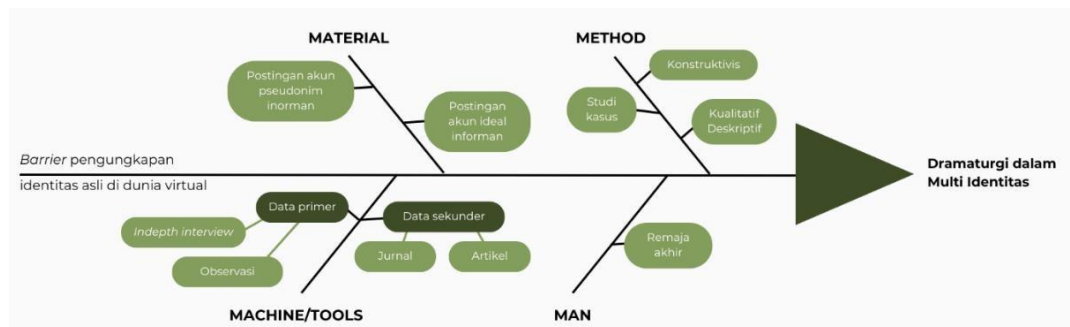 MATERIAL
METHOD
Postingan akun
pseudonim
inorman
Postingan
akun ideal
informan
Konstruktivis
Studi
kasus
Kualitatif
Deskriptif
Barrier pengungkapan
identitas asli di dunia virtual
Dramaturgi dalam
Multi Identitas
Data primer
Data sekunder
Indepth interview
Observasi
Jurnal
Artikel
Remaja
akhir
MACHINE/TOOLS
MAN